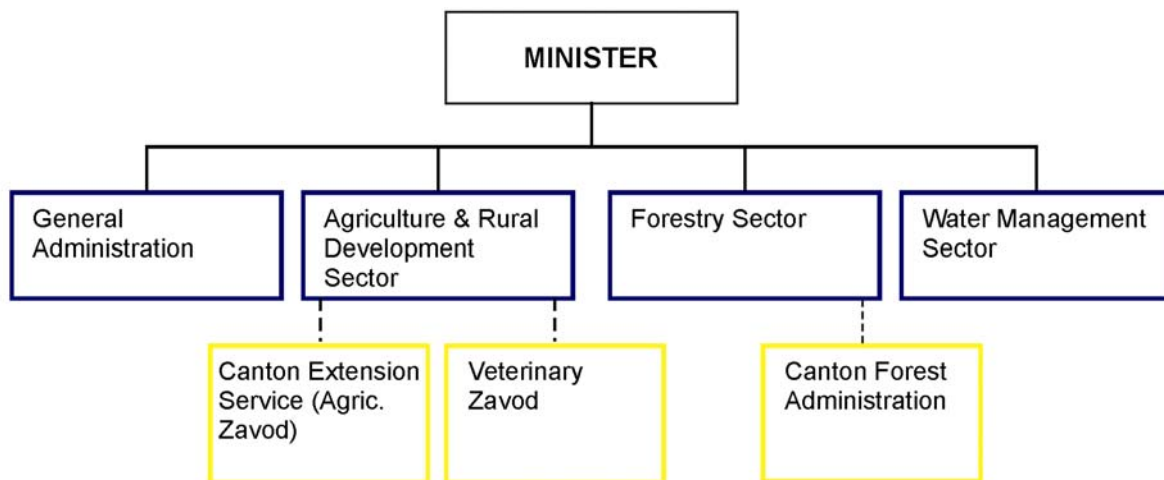 MINISTER
General
Administration
Agriculture & Rural
Development
Sector
Forestry Sector
Water Management
Sector
Canton Extension
Service (Agric.
Zavod)
Veterinary
Zavod
Canton Forest
Administration